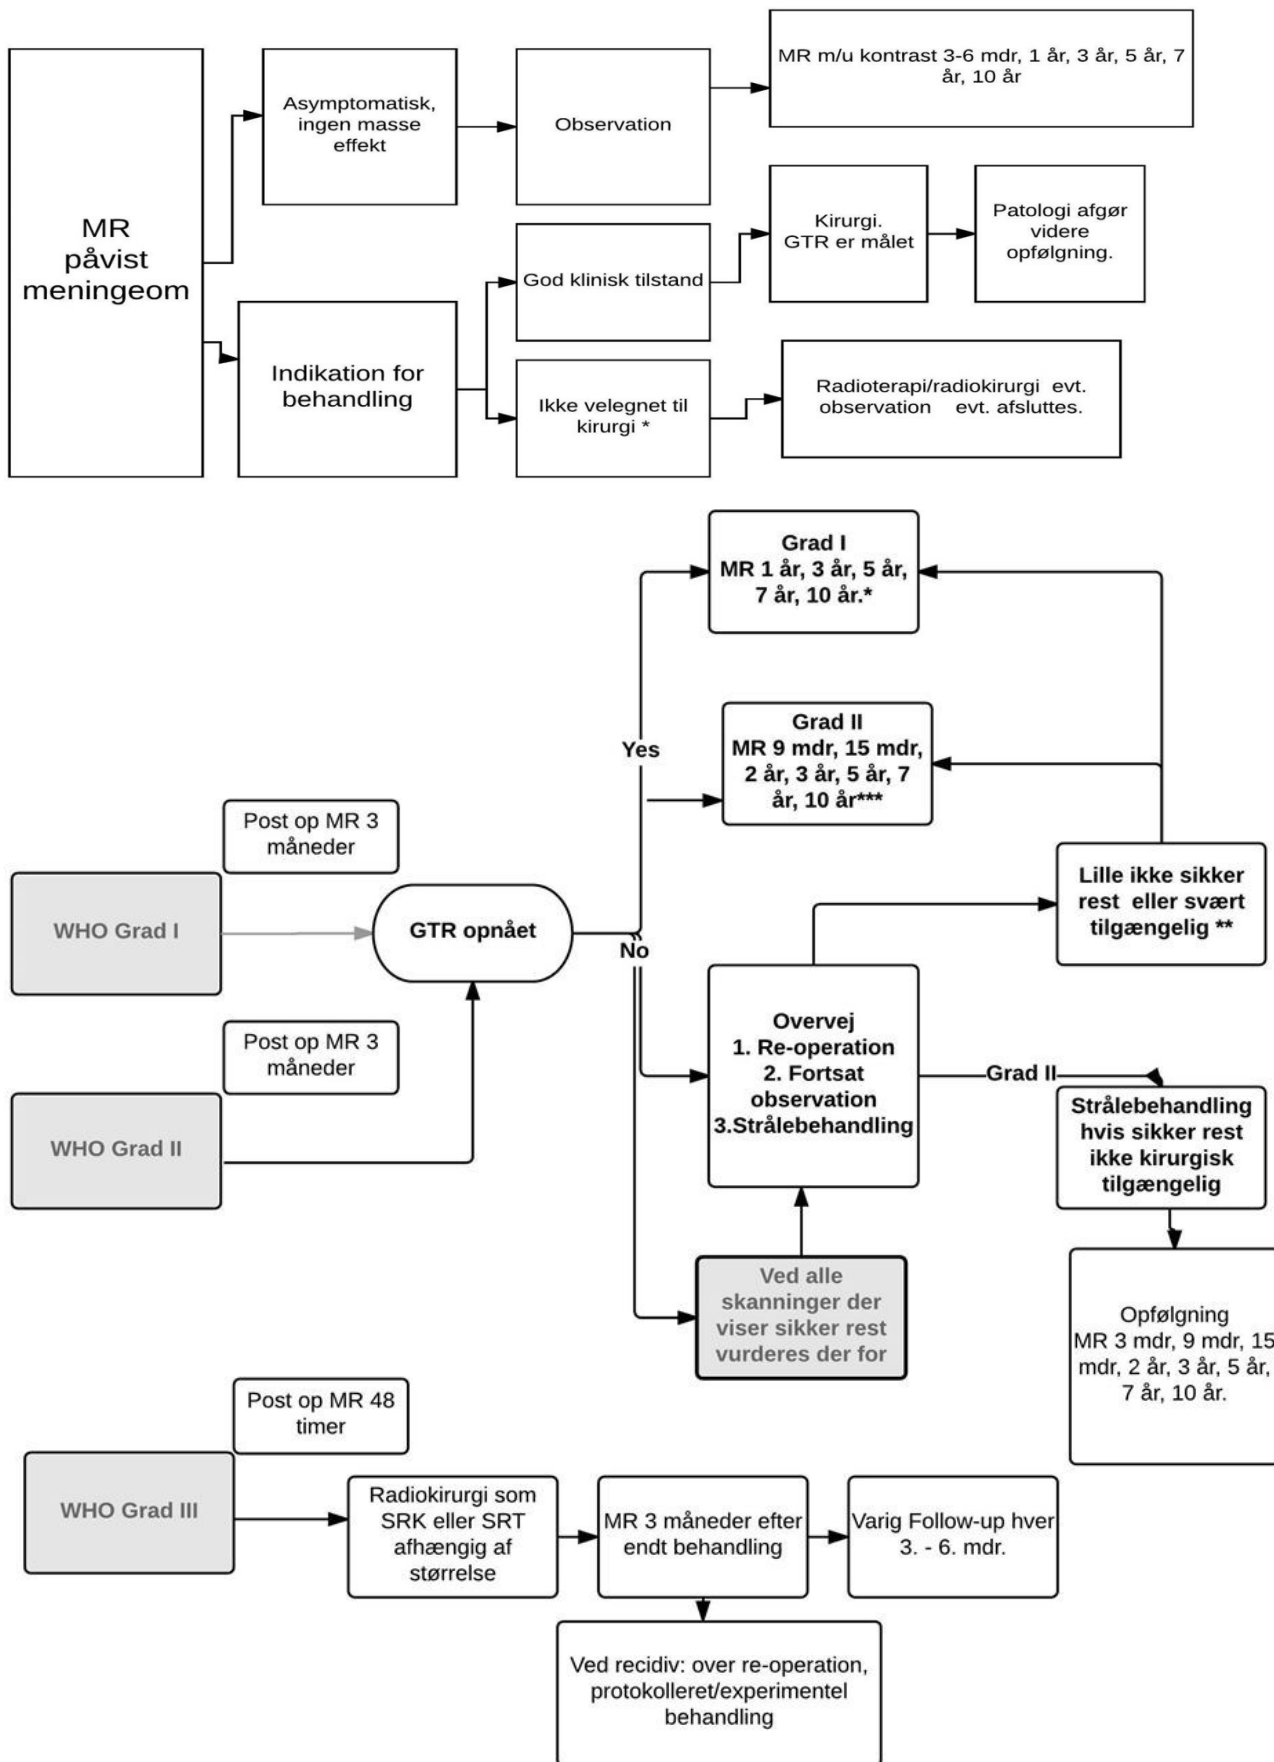 MR
påvist
meningeom
Asymptomatisk,
ingen masse
effekt
Observation
MR m/u kontrast 3-6 mdr, 1 år, 3 år, 5 år, 7
år, 10 år
Indikation for
behandling
God klinisk tilstand
Kirurgi.
GTR er målet
Patologi afgør
videre
opfølgning.
Ikke velegnet til
kirurgi *
Radioterapi/radiokirurgi evt.
observation evt. afsluttes.
Grad I
MR 1 år, 3 år, 5 år,
7 år, 10 år.*
Yes
Grad II
MR 9 mdr, 15 mdr,
2 år, 3 år, 5 år, 7
år, 10 år***
Post op MR 3
måneder
WHO Grad I
GTR opnået
No
Lille ikke sikker
rest eller svært
tilgængelig **
Post op MR 3
måneder
WHO Grad II
Overvej
1. Re-operation
2. Fortsat
observation
3.Strålebehandling
Grad II
Strålebehandling
hvis sikker rest
ikke kirurgisk
tilgængelig
Ved alle
skanninger der
viser sikker rest
vurderes der for
Opfølgning
MR 3 mdr, 9 mdr, 15
mdr, 2 år, 3 år, 5 år,
7 år, 10 år.
Post op MR 48
timer
WHO Grad III
Radiokirurgi som
SRK eller SRT
afhængig af
størrelse
MR 3 måneder efter
endt behandling
Varig Follow-up hver
3. - 6. mdr.
Ved recidiv: over re-operation,
protokolleret/experimentel
behandling